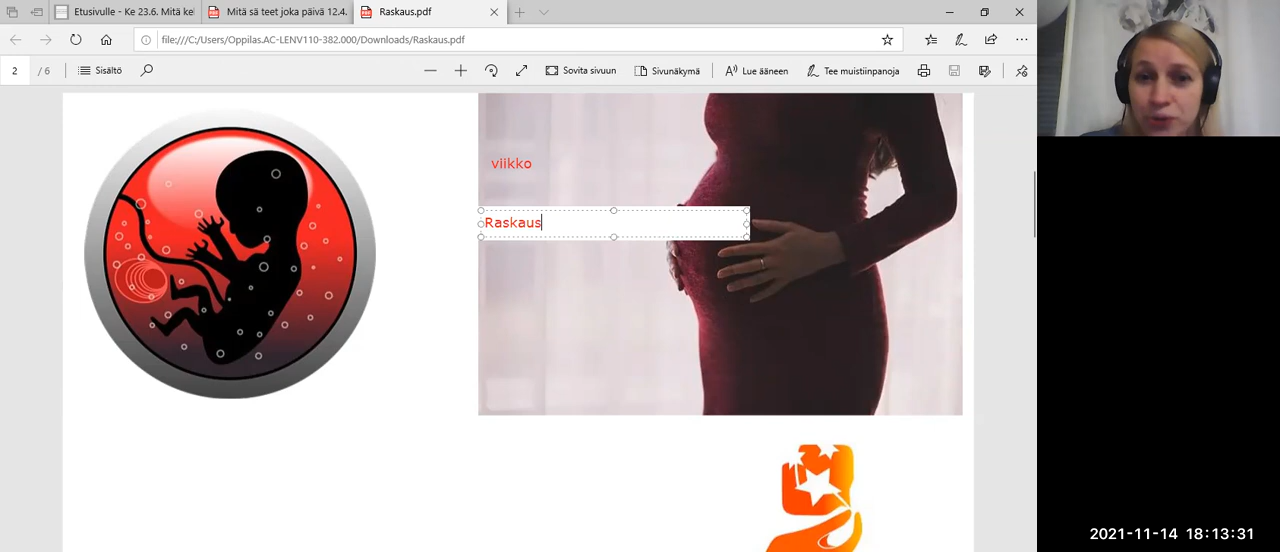 Etusivulle - Ke 23.6. Mitä ke
Mitä sä teet joka päivä 12.4.
Raskaus.pdf
file:///C:/Users/Oppilas.AC-LENV110-382.000/Downloads/Raskaus.pdf
2 / 6 Sisältö Sovita sivuun Sivunäkymä Lue ääneen Tee muistiinpanoja
viikko
Raskaus
2021-11-14 18:13:31